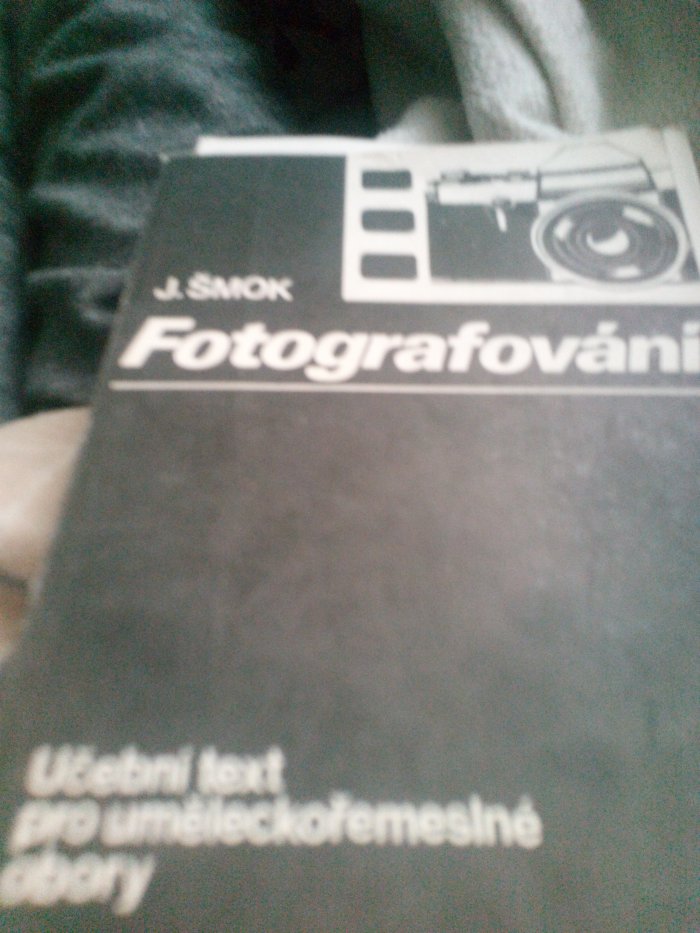 J. ŠMOK
Fotografování
Učební text
pro uměleckořemeslné
obory